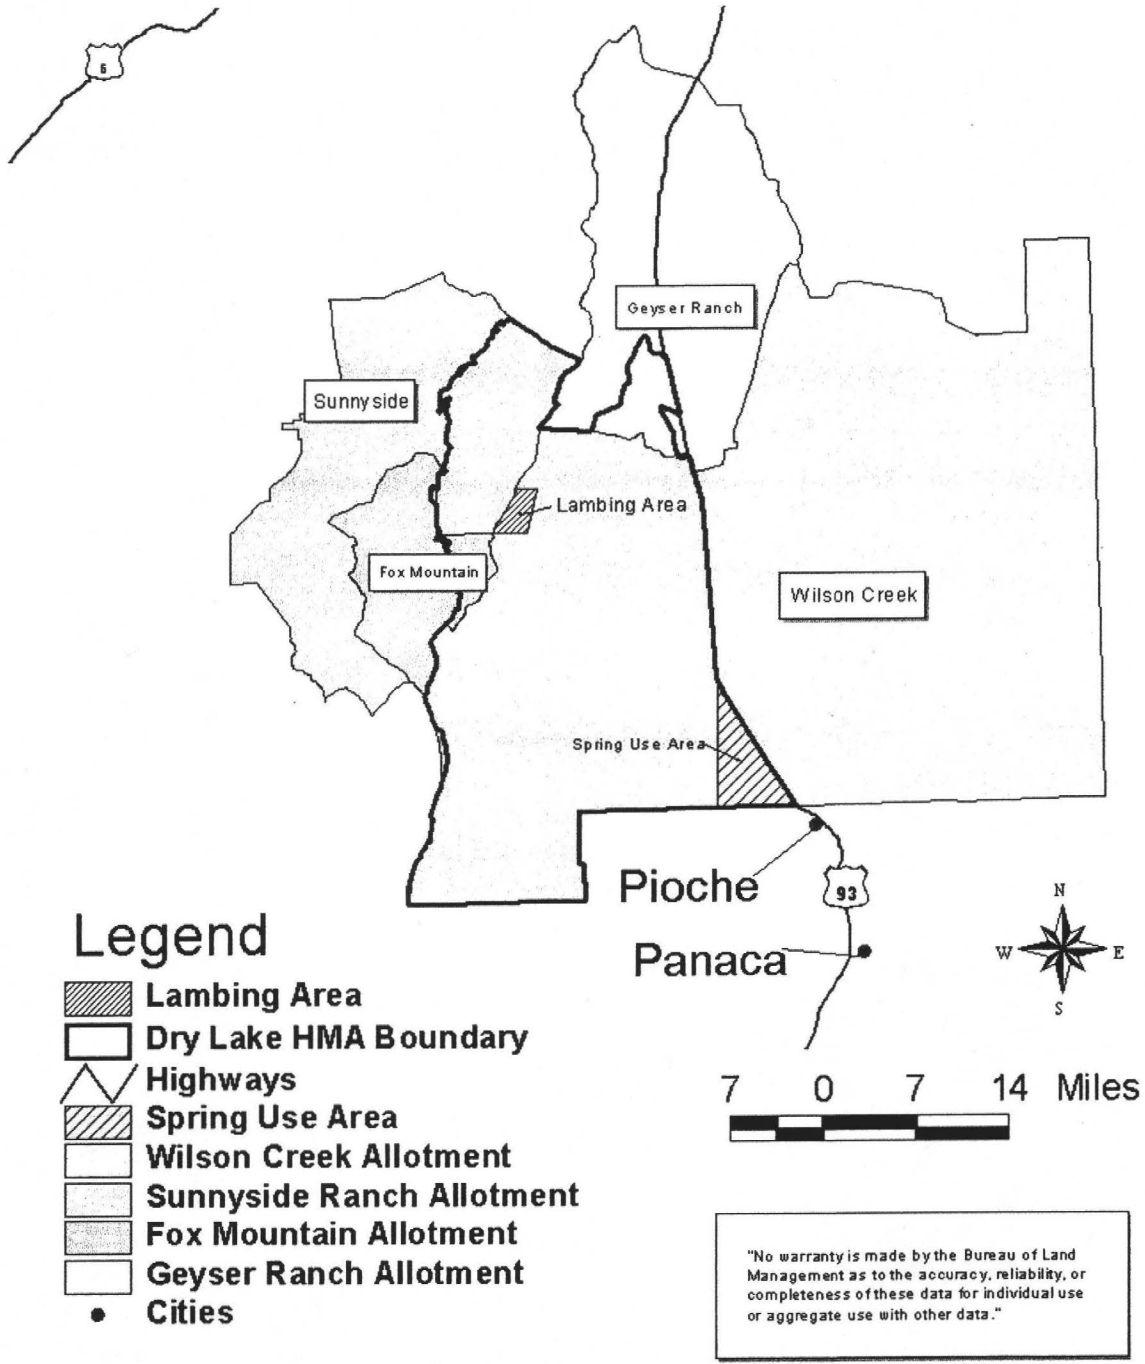 6
Geyser Ranch
Sunnyside
Lambing Area
Fox Mountain
Wilson Creek
Spring Use Area
Pioche
93
Panaca
N
W E
S
Legend
Lambing Area
Dry Lake HMA Boundary
Highways
Spring Use Area
Wilson Creek Allotment
Sunnyside Ranch Allotment
Fox Mountain Allotment
Geyser Ranch Allotment
Cities
7 0 7 14 Miles
"No warranty is made by the Bureau of Land
Management as to the accuracy, reliability, or
completeness of these data for individual use
or aggregate use with other data."